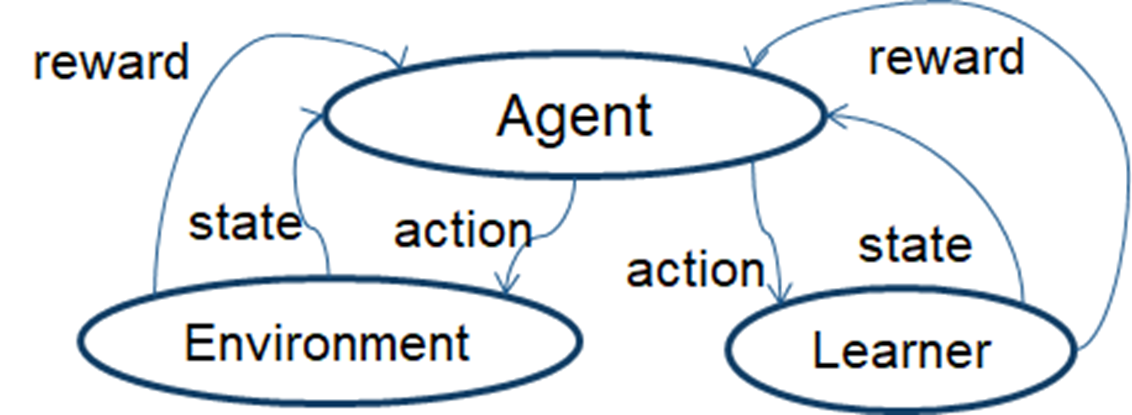 reward
reward
Agent
state
action
action
state
Environment
Learner